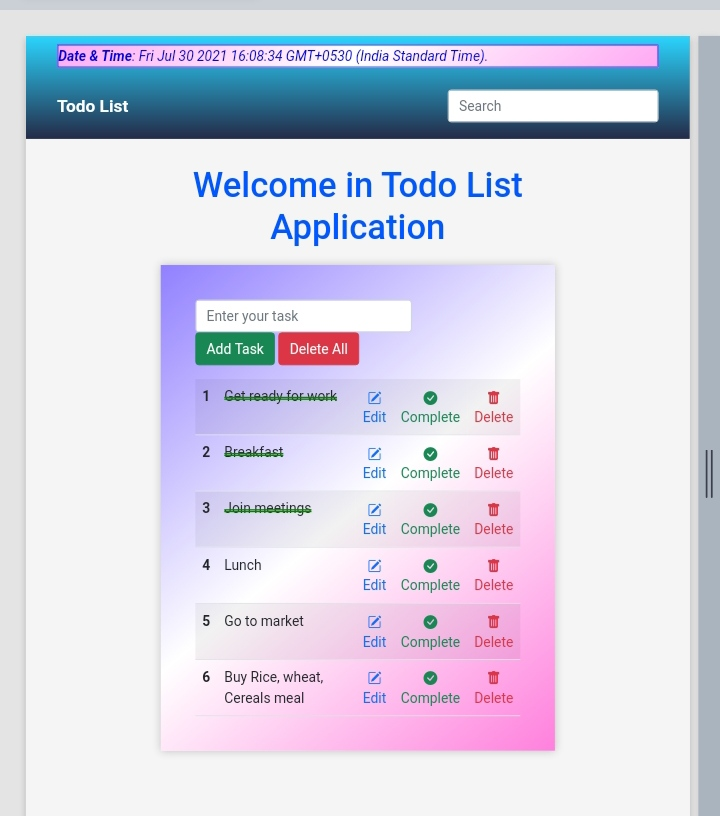 Date & Time: Fri Jul 30 2021 16:08:34 GMT+0530 (India Standard Time).
Todo List
Search
Welcome in Todo List
Application
Enter your task
Add Task Delete All
1 Get ready for work
Edit Complete Delete
2 Breakfast
Edit Complete Delete
3 Join meetings
Edit Complete Delete
4 Lunch
Edit Complete Delete
5 Go to market
Edit Complete Delete
6 Buy Rice, wheat,
Cereals meal Edit Complete Delete